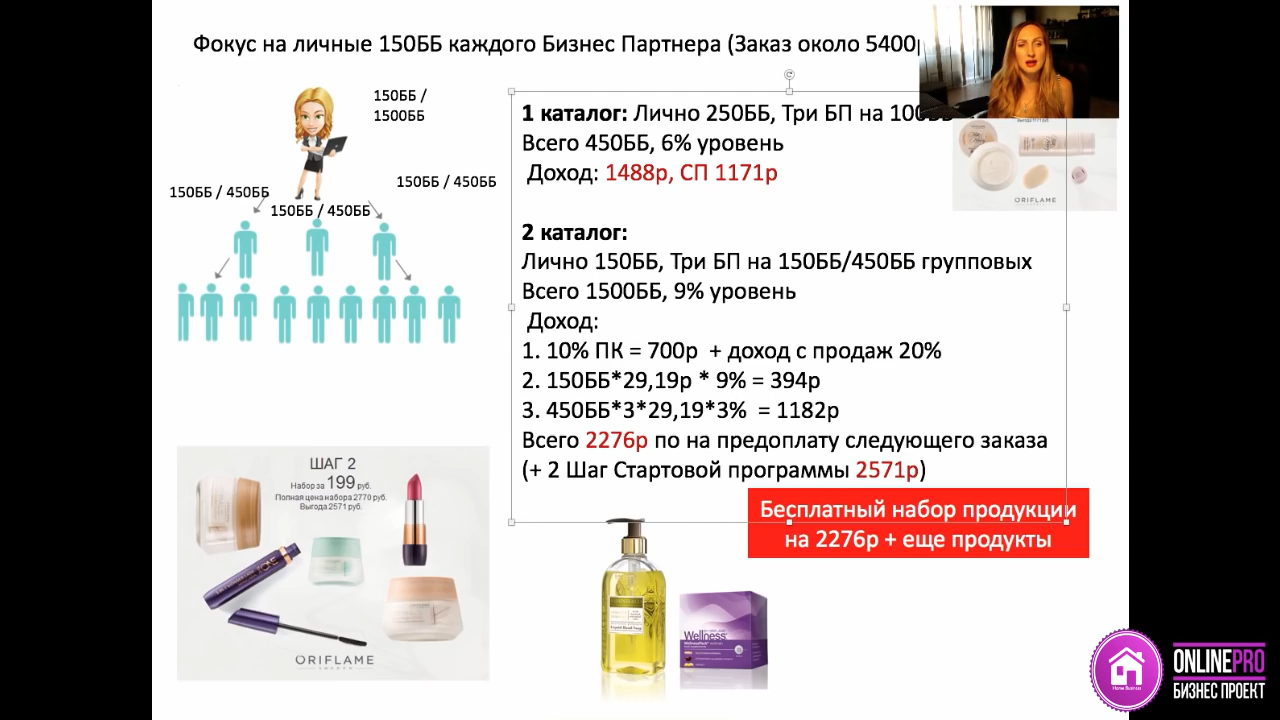 Фокус на личные 150ББ каждого Бизнес Партнера (Заказ около 5400р
150ББ /
1500ББ
150ББ / 450ББ
150ББ / 450ББ
150ББ / 450ББ
1 каталог: Лично 250ББ, Три БП на 100ББ
Всего 450ББ, 6% уровень
Доход: 1488р, СП 1171р
2 каталог:
Лично 150ББ, Три БП на 150ББ/450ББ групповых
Всего 1500ББ, 9% уровень
Доход:
1. 10% ПК = 700р + доход с продаж 20%
2. 150ББ*29,19р * 9% = 394р
3. 450ББ*3*29,19*3% = 1182р
Всего 2276р по на предоплату следующего заказа
(+ 2 Шаг Стартовой программы 2571р)
Бесплатный набор продукции
на 2276р + еще продукты
ORIFLAME
ШАГ 2
Набор за 199 руб.
Полная цена набора 2770 руб.
Выгода 2571 руб.
ORIFLAME
Wellness
Home Business
ONLINEPRO
БИЗНЕС ПРОЕКТ